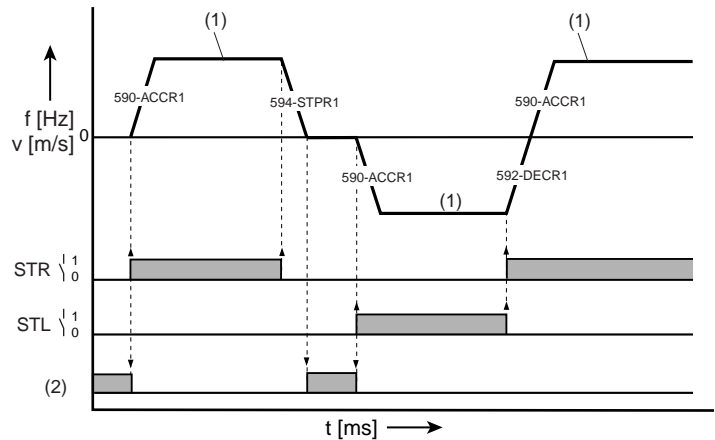 (1)
(1)
590-ACCR1
594-STPR1
590-ACCR1
f [Hz]
v [m/s]
0
590-ACCR1
592-DECR1
(1)
STR
1
0
STL
1
0
(2)
t [ms]